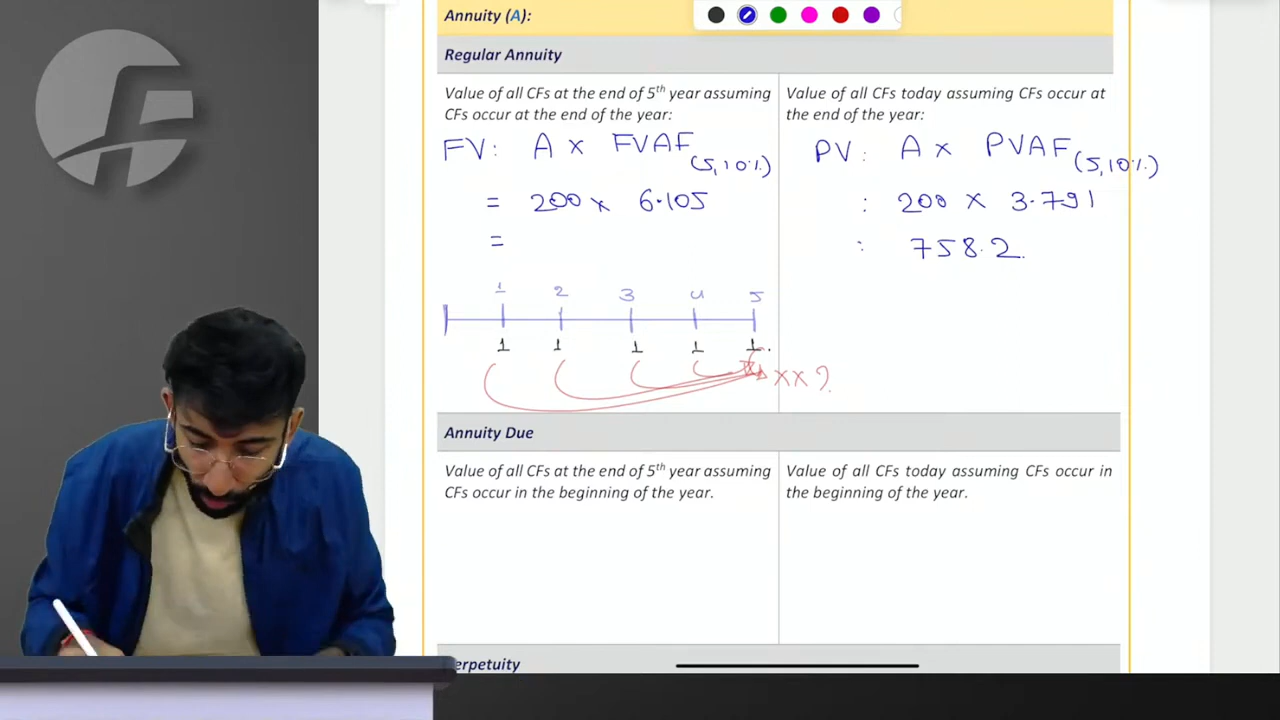 Annuity (A):
Regular Annuity
Value of all CFs at the end of 5th year assuming
CFs occur at the end of the year:
FV: A × FVAF(5,10%)
= 200 × 6.105
=
1 2 3 4 5
1 1 1 1 1
xx?
Value of all CFs today assuming CFs occur at
the end of the year:
PV: A × PVAF(5,10%)
: 200 × 3.791
: 758.2.
Annuity Due
Value of all CFs at the end of 5th year assuming
CFs occur in the beginning of the year.
Value of all CFs today assuming CFs occur in
the beginning of the year.
erpetuity